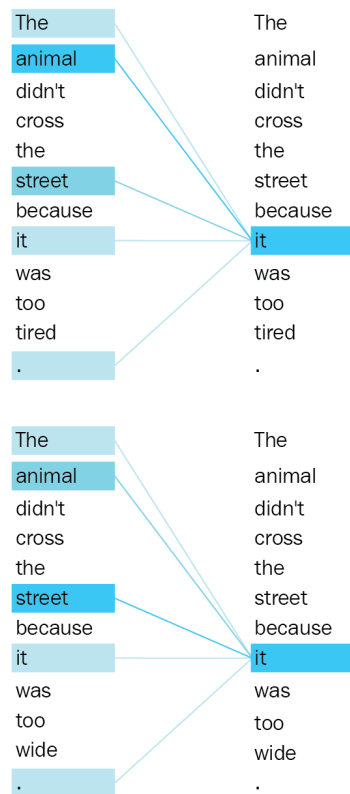 The The
animal animal
didn't didn't
cross cross
the the
street street
because because
it it
was was
too too
tired tired
. .
The The
animal animal
didn't didn't
cross cross
the the
street street
because because
it it
was was
too too
wide wide
. .